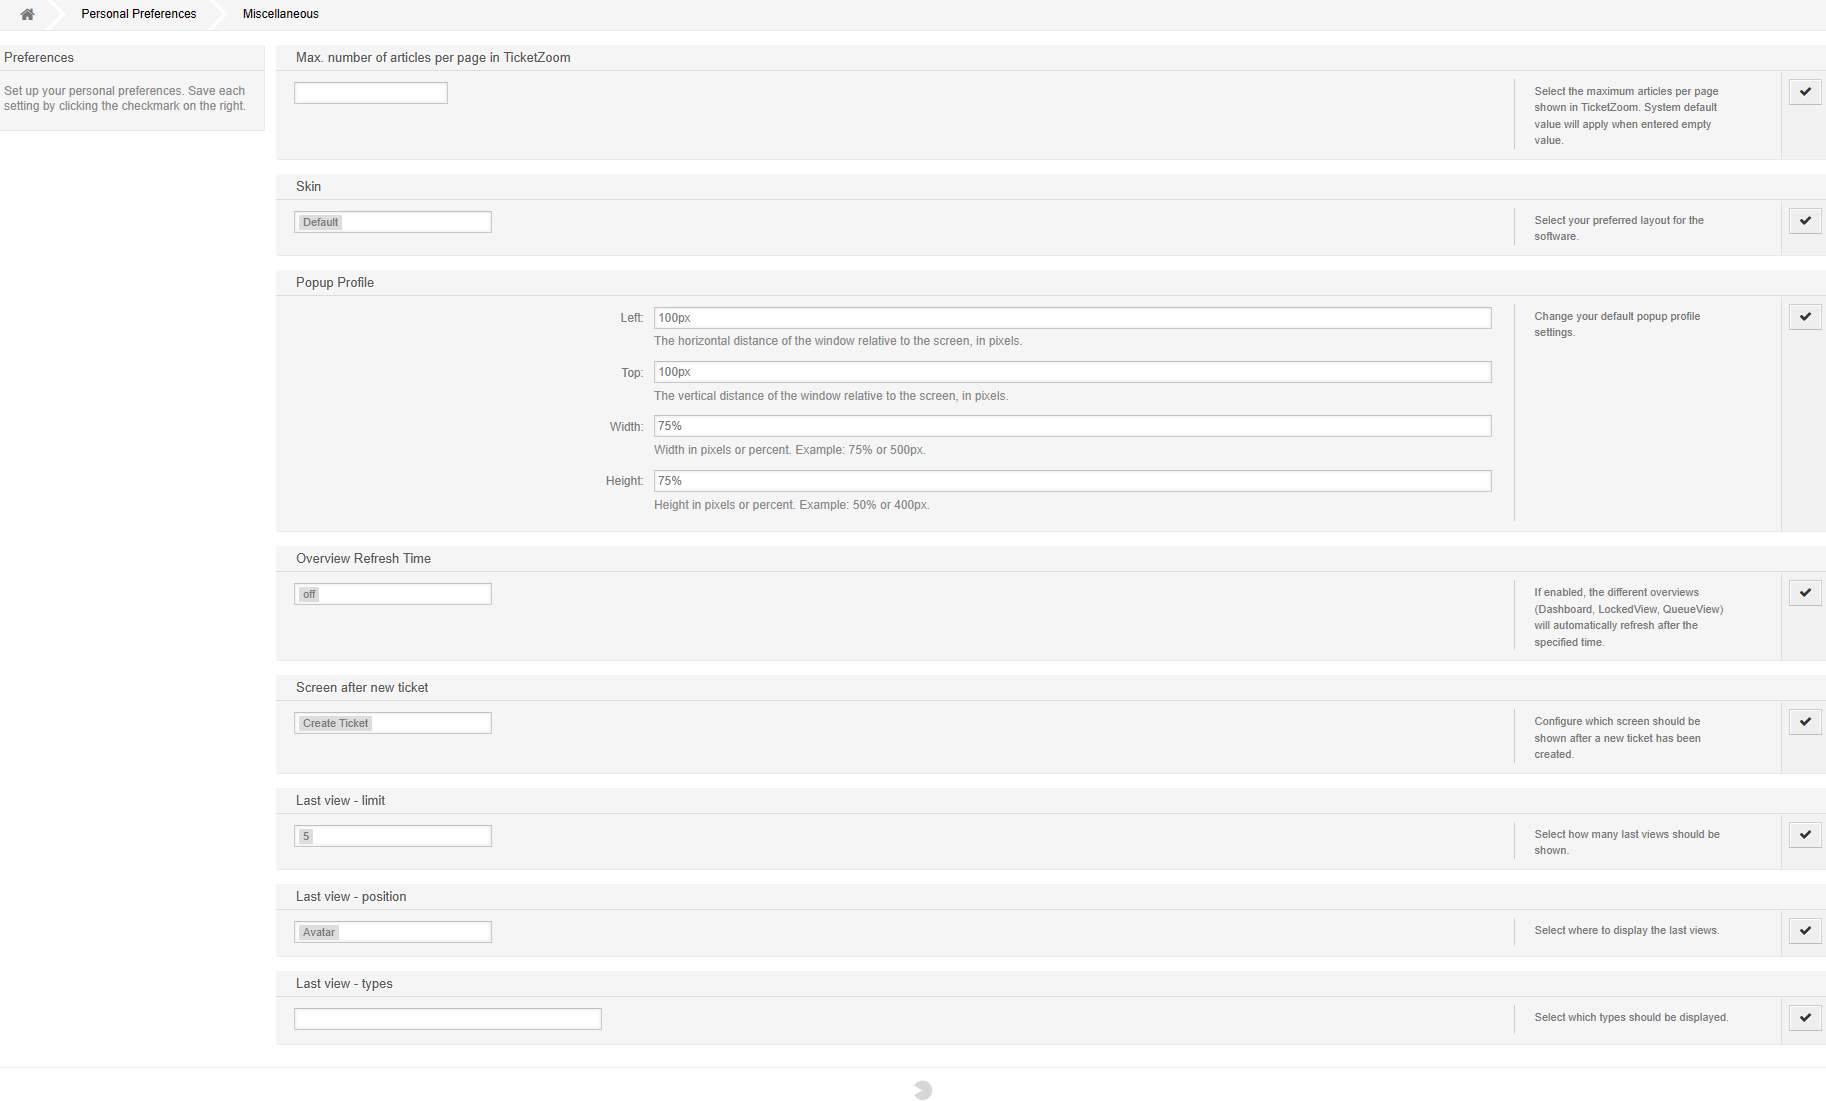 Personal Preferences
Miscellaneous
Preferences
Set up your personal preferences. Save each
setting by clicking the checkmark on the right.
Max. number of articles per page in TicketZoom
Select the maximum articles per page
shown in TicketZoom. System default
value will apply when entered empty
value.
Skin
Default
Select your preferred layout for the
software.
Popup Profile
Left:
100px
The horizontal distance of the window relative to the screen, in pixels.
Top:
100px
The vertical distance of the window relative to the screen, in pixels.
Width:
75%
Width in pixels or percent. Example: 75% or 500px.
Height:
75%
Height in pixels or percent. Example: 50% or 400px.
Change your default popup profile
settings.
Overview Refresh Time
off
If enabled, the different overviews
(Dashboard, LockedView, QueueView)
will automatically refresh after the
specified time.
Screen after new ticket
Create Ticket
Configure which screen should be
shown after a new ticket has been
created.
Last view - limit
5
Select how many last views should be
shown.
Last view - position
Avatar
Select where to display the last views.
Last view - types
Select which types should be displayed.